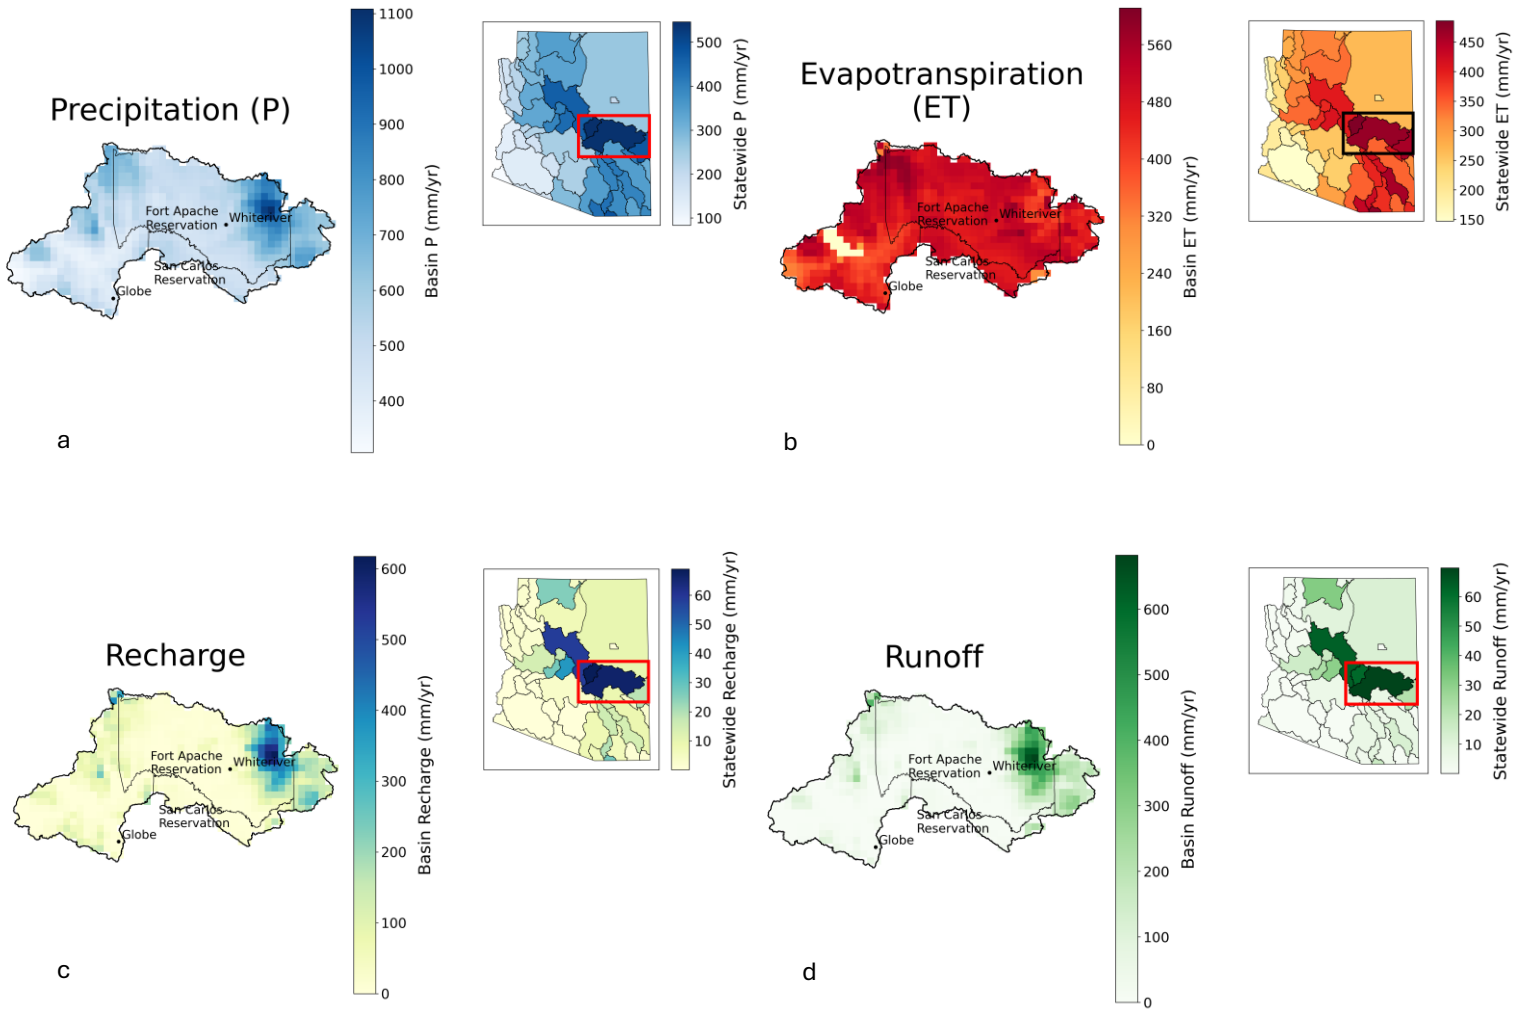 Precipitation (P)
Fort Apache
Reservation
Whiteriver
San Carlos
Reservation
Globe
1100
1000
900
800
700
600
500
400
Basin P (mm/yr)
500
400
300
200
100
Statewide P (mm/yr)
a
Evapotranspiration
(ET)
Fort Apache
Reservation
Whiteriver
San Carlos
Reservation
Globe
560
480
400
320
240
160
80
0
Basin ET (mm/yr)
450
400
350
300
250
200
150
Statewide ET (mm/yr)
b
Recharge
Fort Apache
Reservation
Whiteriver
San Carlos
Reservation
Globe
600
500
400
300
200
100
0
Basin Recharge (mm/yr)
60
50
40
30
20
10
Statewide Recharge (mm/yr)
c
Runoff
Fort Apache
Reservation
Whiteriver
San Carlos
Reservation
Globe
600
500
400
300
200
100
0
Basin Runoff (mm/yr)
60
50
40
30
20
10
Statewide Runoff (mm/yr)
d